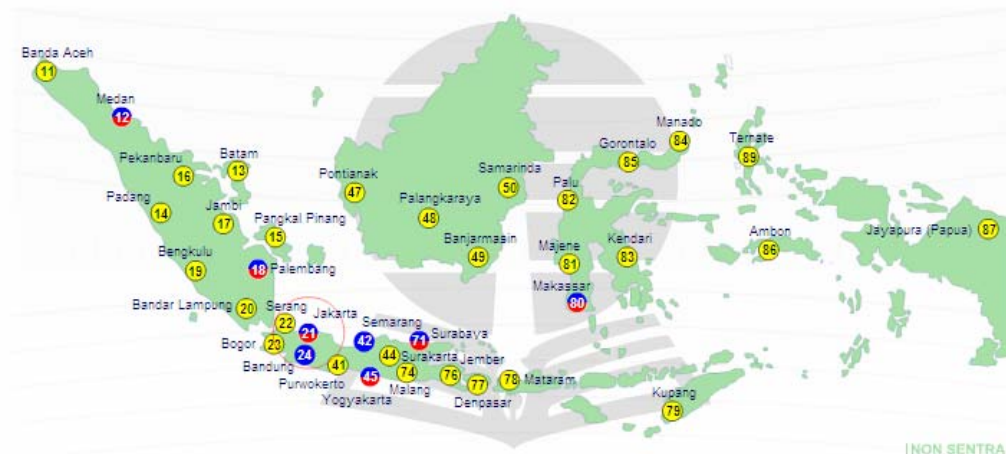 Banda Aceh
11
Medan
12
Pekanbaru
16
Batam
13
Padang
14
Jambi
17
Pangkal Pinang
15
Bengkulu
19
18
Palembang
Bandar Lampung
20
Serang
22
Jakarta
21
Bogor
23
Bandung
24
Purwokerto
41
Semarang
42
Yogyakarta
45
Surakarta
44
Surabaya
71
Malang
74
Jember
76
Denpasar
77
78
Mataram
Pontianak
47
Palangkaraya
48
Banjarmasin
49
Samarinda
50
Palu
82
Gorontalo
85
Manado
84
Majene
81
Kendari
83
Makassar
80
Ternate
89
Ambon
86
Jayapura (Papua)
87
Kupang
79
NON SENTRA